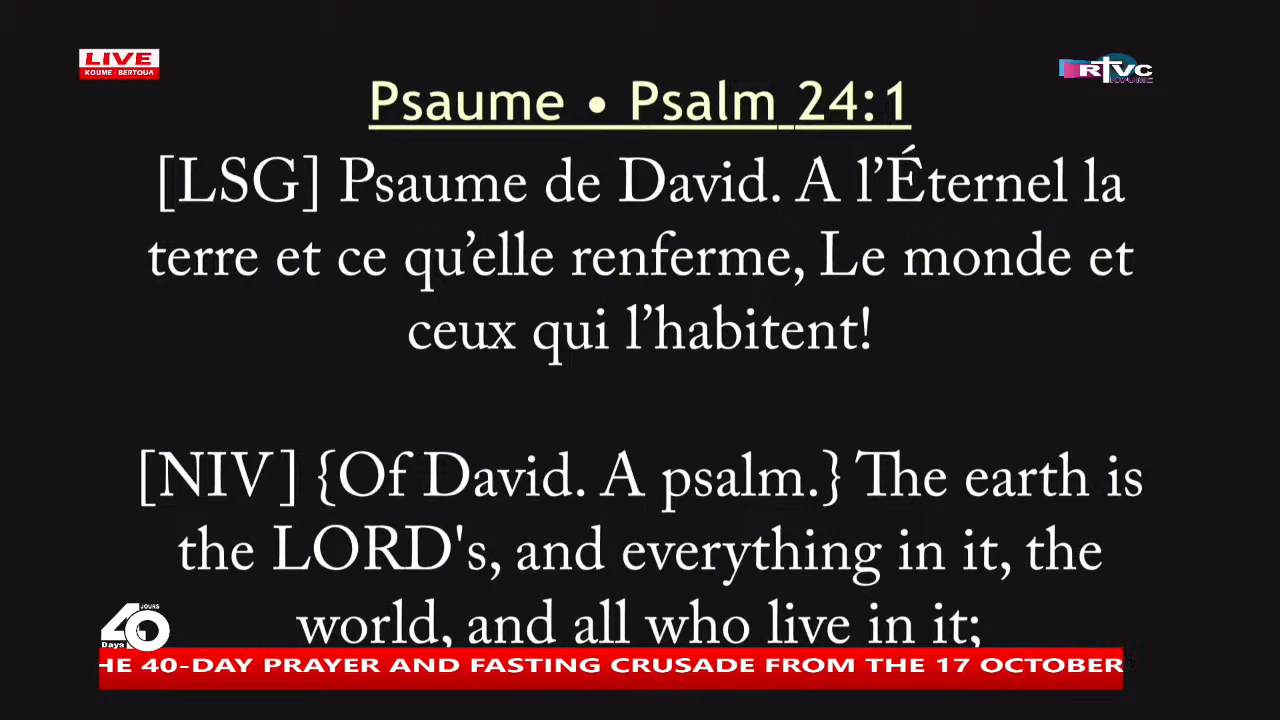 LIVE
KOUME - BERTOUA
RTVC
Psaume • Psalm 24:1
[LSG] Psaume de David. A l’Éternel la
terre et ce qu’elle renferme, Le monde et
ceux qui l’habitent!
[NIV] {Of David. A psalm.} The earth is
the LORD's, and everything in it, the
world, and all who live in it;
40
JOURS
Days
HE 40-DAY PRAYER AND FASTING CRUSADE FROM THE 17 OCTOBER